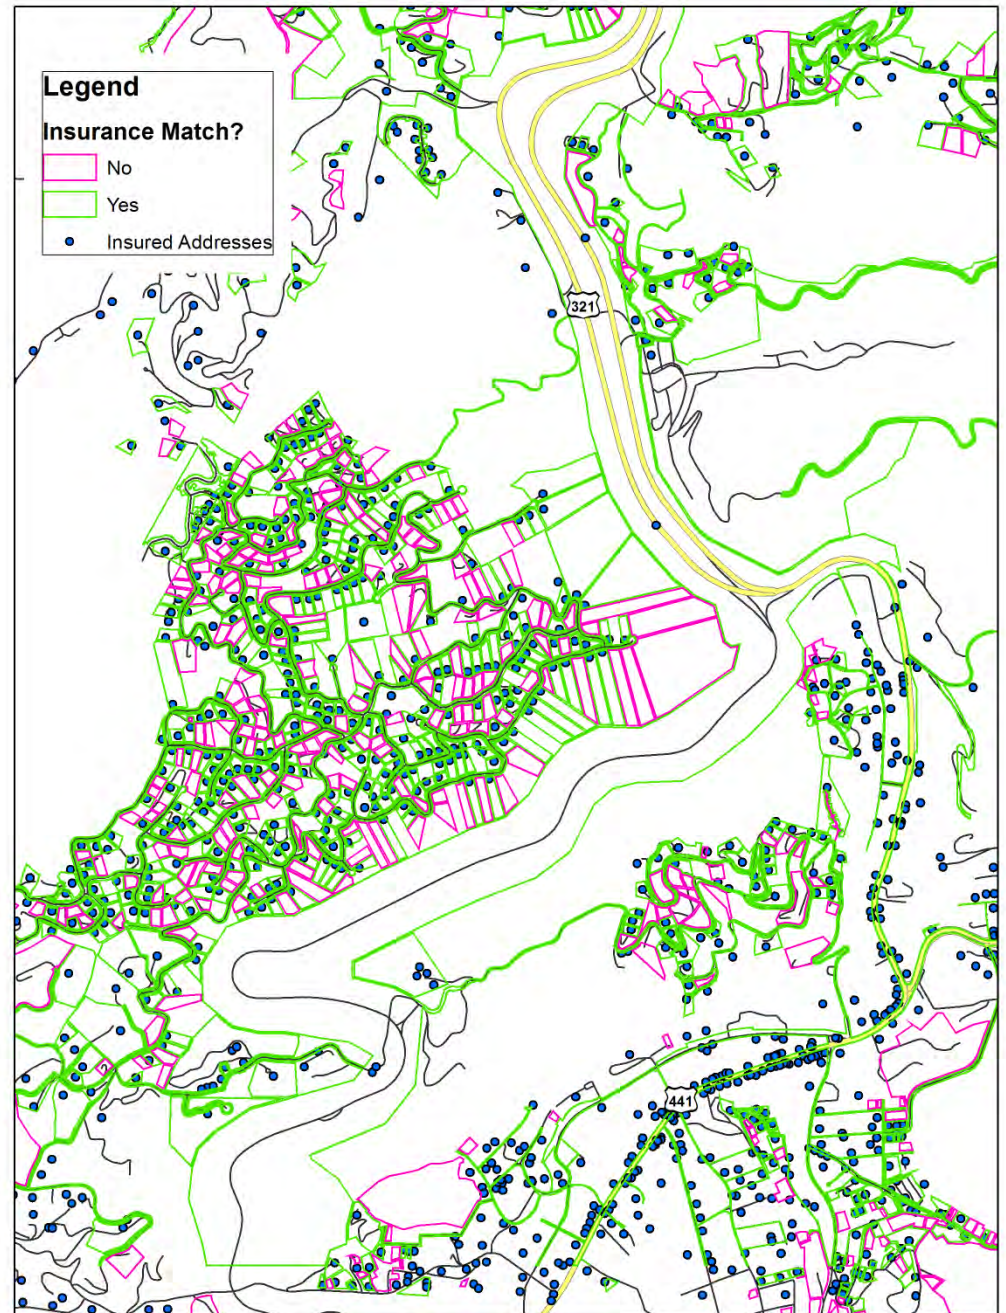 Legend
Insurance Match?
No
Yes
Insured Addresses
321
441